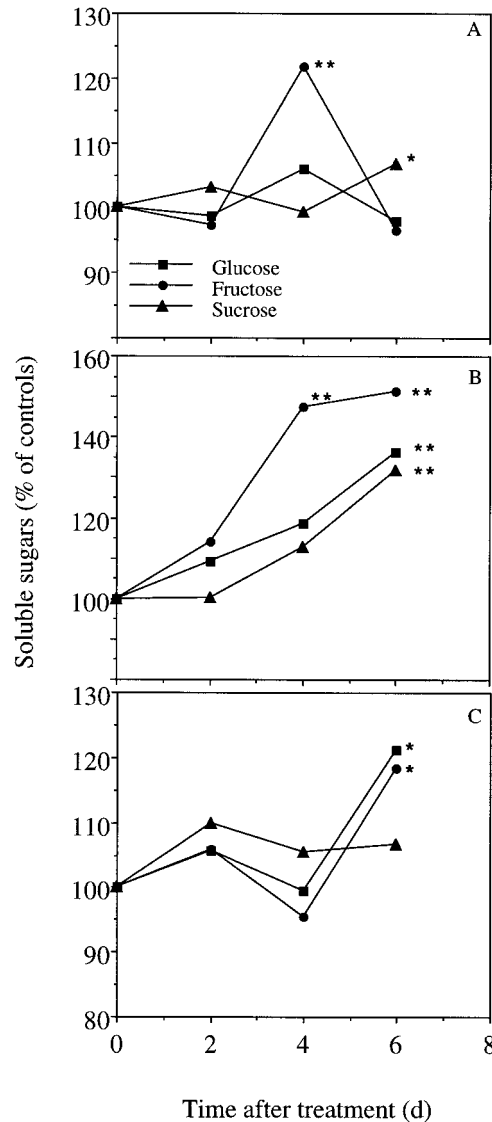 130
A
120
**
110
*
100
90
Glucose
Fructose
Sucrose
160
B
**
**
140
**
**
120
100
Soluble sugars (% of controls)
130
C
120
*
*
110
100
90
80
0 2 4 6 8
Time after treatment (d)